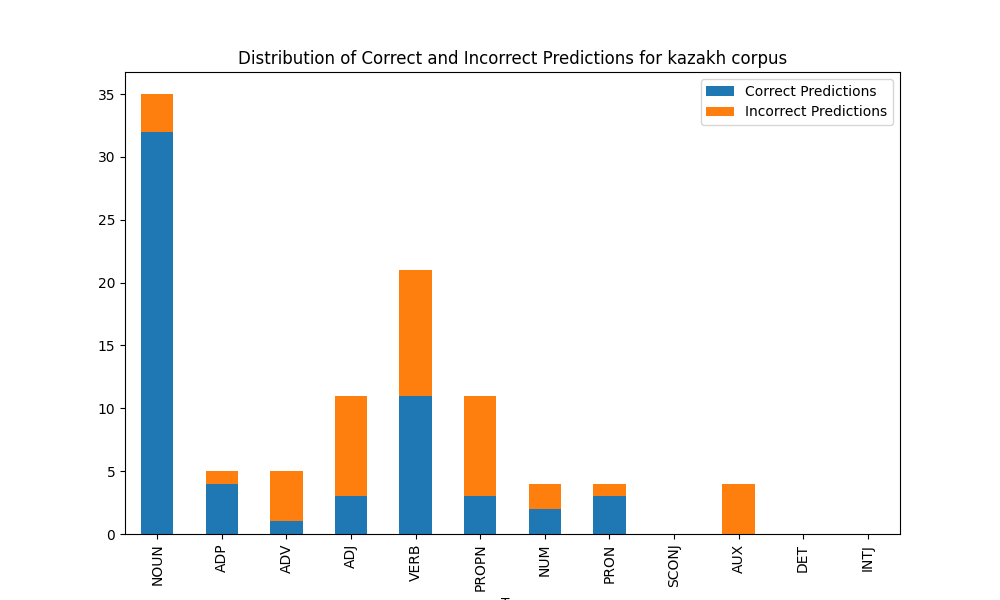 Distribution of Correct and Incorrect Predictions for kazakh corpus
Correct Predictions
Incorrect Predictions
35
30
25
20
15
10
5
0
NOUN
ADP
ADV
ADJ
VERB
PROPN
NUM
PRON
SCONJ
AUX
DET
INTJ